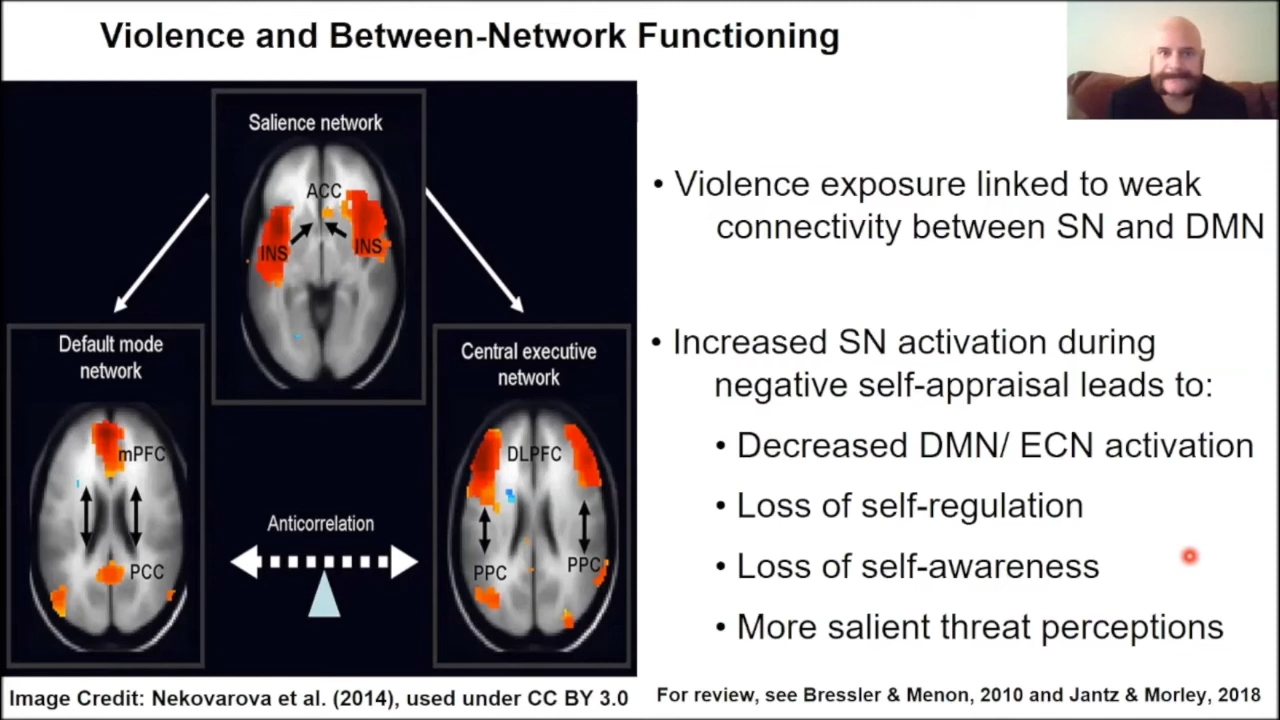 Violence and Between-Network Functioning
Salience network
ACC
INS
INS
Default mode
network
mPFC
PCC
Anticorrelation
Central executive
network
DLPFC
PPC
PPC
• Violence exposure linked to weak
connectivity between SN and DMN
• Increased SN activation during
negative self-appraisal leads to:
• Decreased DMN/ ECN activation
• Loss of self-regulation
• Loss of self-awareness
• More salient threat perceptions
Image Credit: Nekovarova et al. (2014), used under CC BY 3.0
For review, see Bressler & Menon, 2010 and Jantz & Morley, 2018